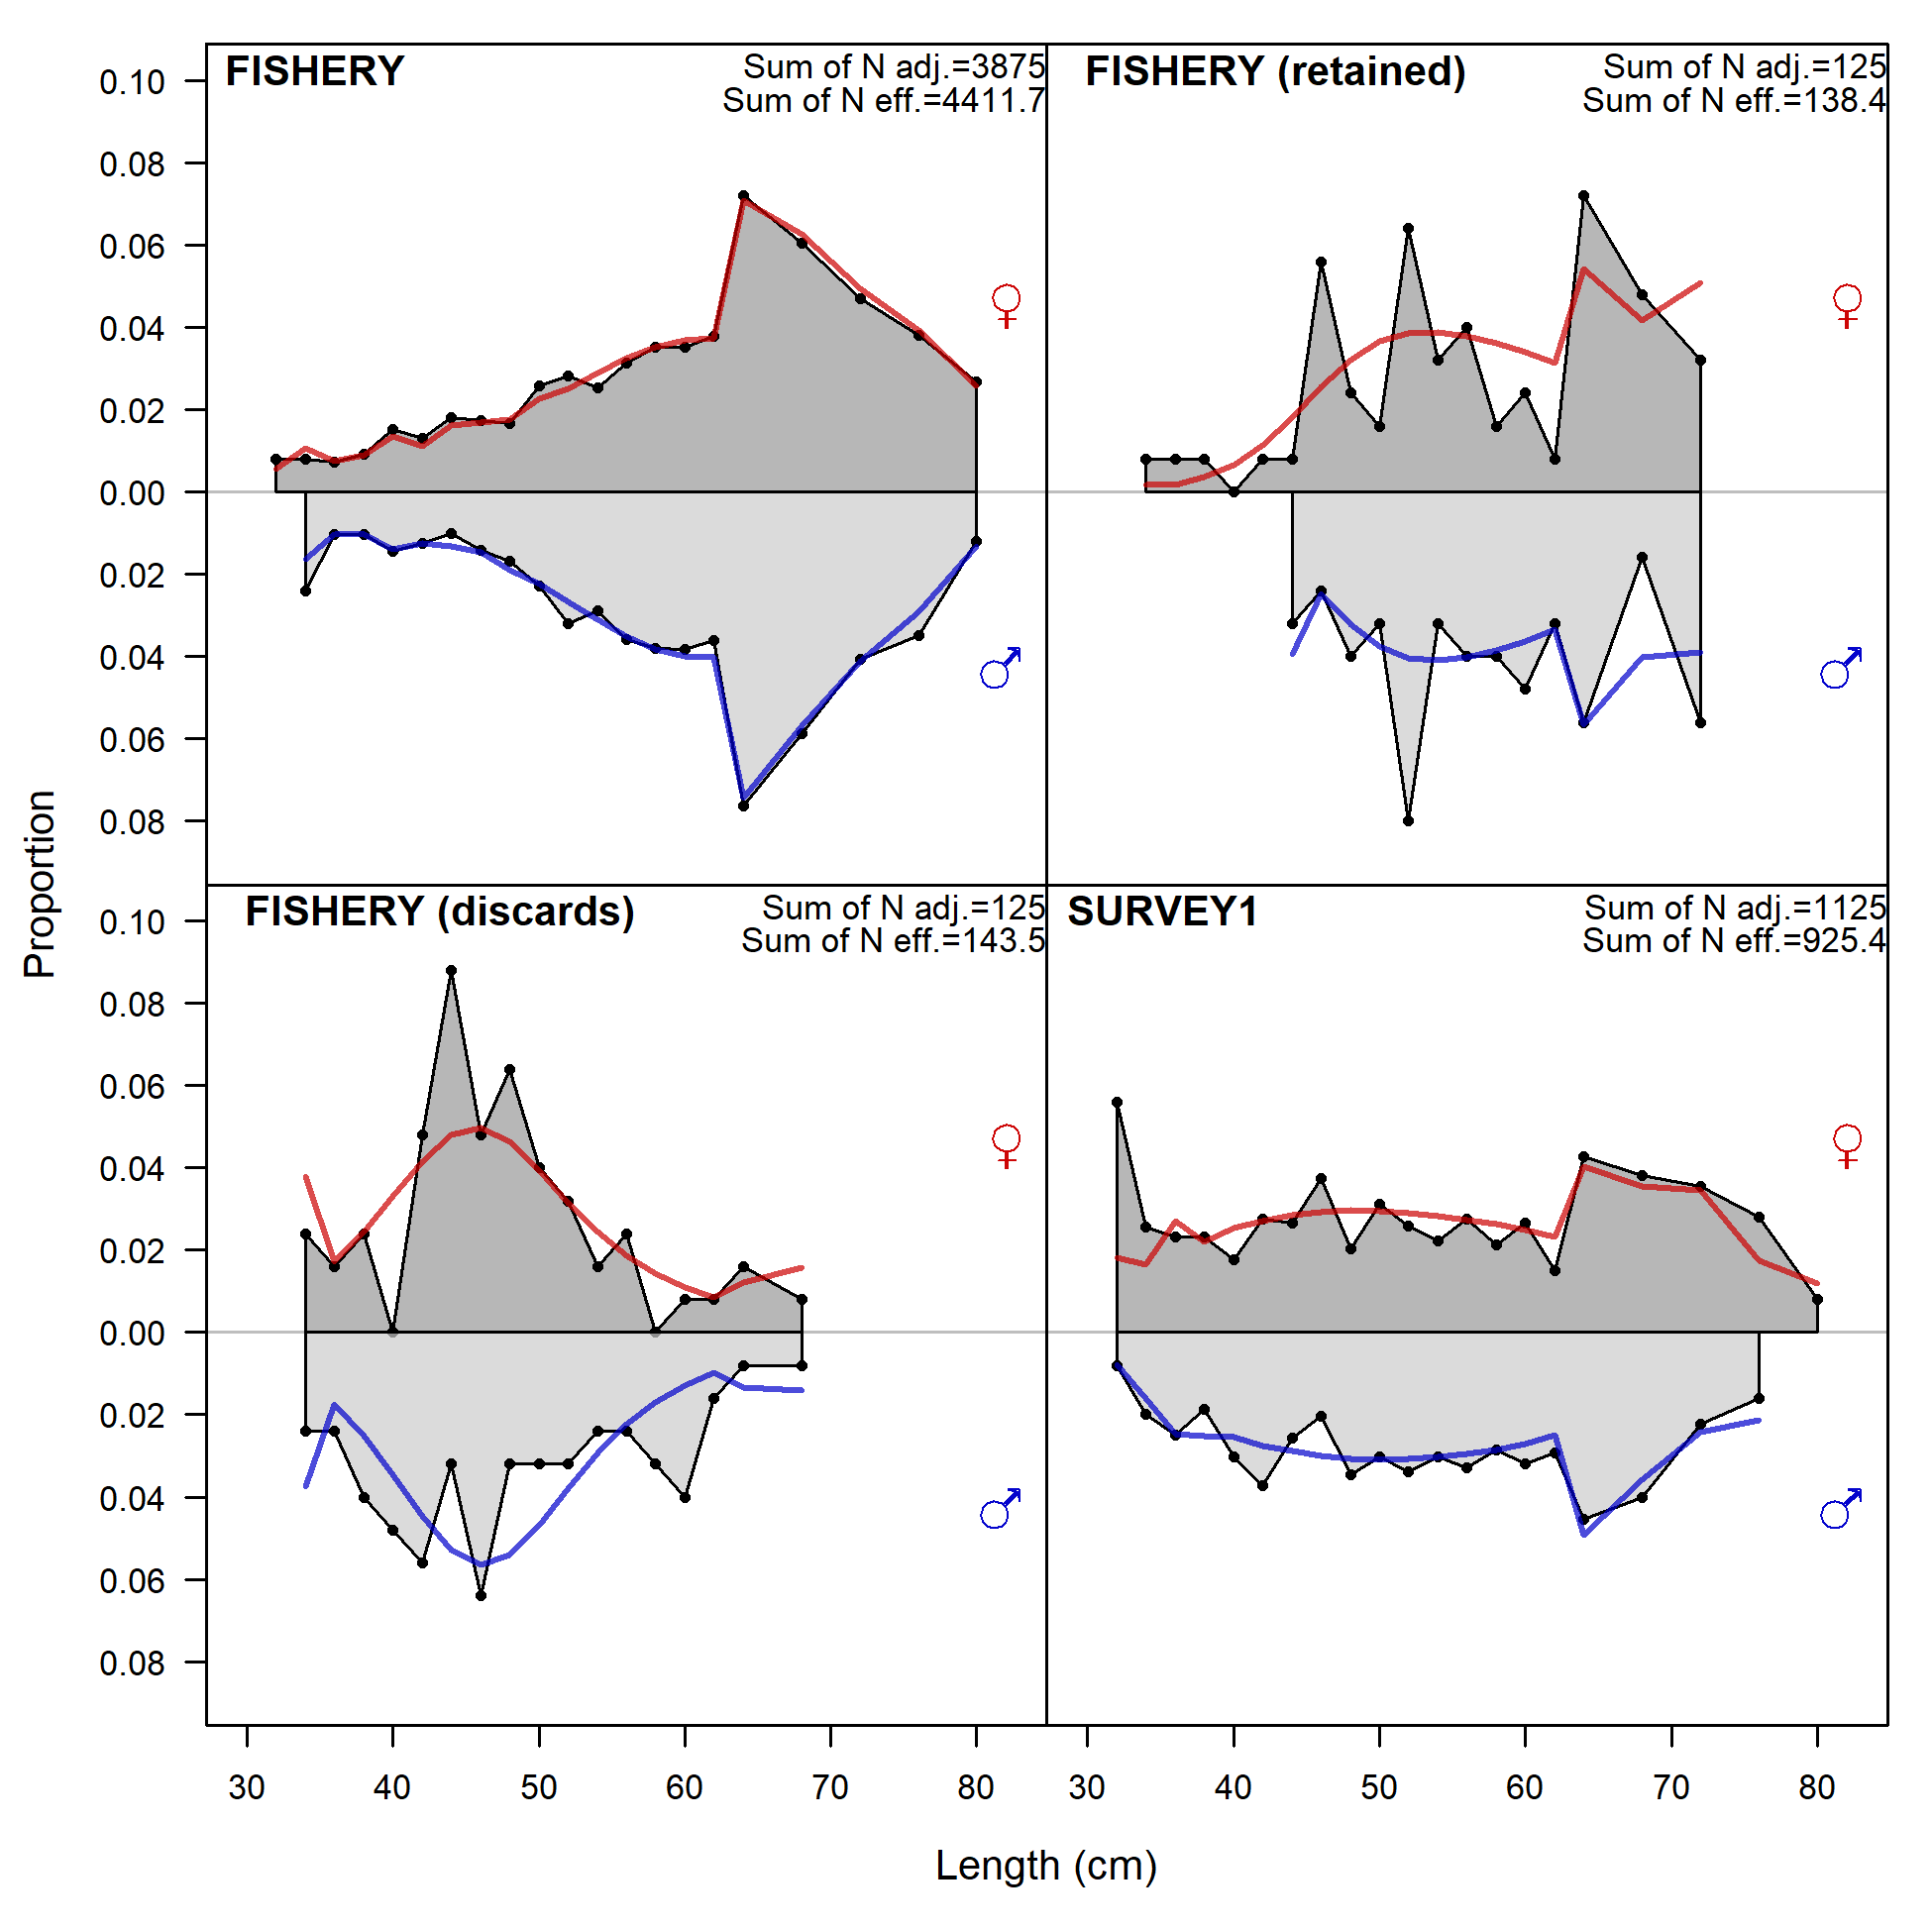 FISHERY
Sum of N adj.=3875
Sum of N eff.=4411.7
FISHERY (retained)
Sum of N adj.=125
Sum of N eff.=138.4
0.10
0.08
0.06
0.04
0.02
0.00
0.02
0.04
0.06
0.08
♀
♂
♀
♂
Proportion
FISHERY (discards)
Sum of N adj.=125
Sum of N eff.=143.5
SURVEY1
Sum of N adj.=1125
Sum of N eff.=925.4
0.10
0.08
0.06
0.04
0.02
0.00
0.02
0.04
0.06
0.08
♀
♂
♀
♂
30 40 50 60 70 80
30 40 50 60 70 80
Length (cm)